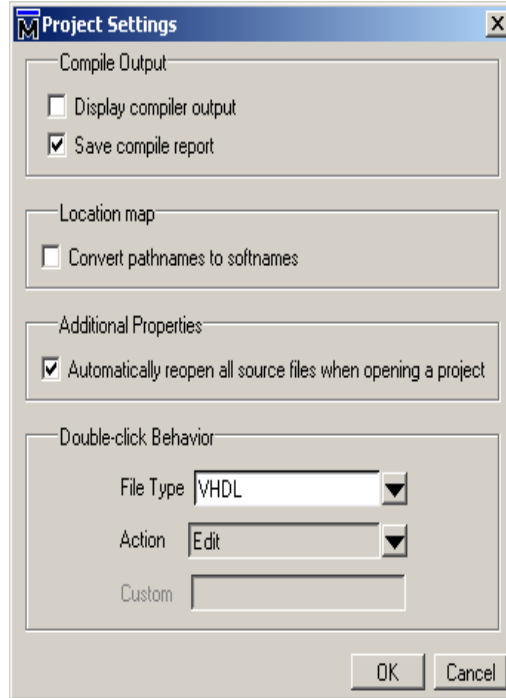 Project Settings
Compile Output
Display compiler output
Save compile report
Location map
Convert pathnames to softnames
Additional Properties
Automatically reopen all source files when opening a project
Double-click Behavior
File Type VHDL
Action Edit
Custom
OK Cancel